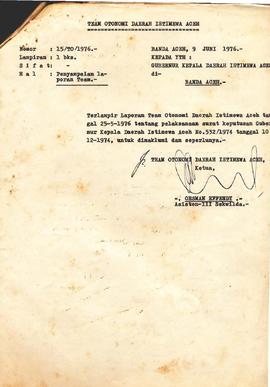 TEAM OTONOMI DAERAH ISTIMEWA ACEH
Nomor : 15/TO/1976.- BANDA ACEH, 9 JUNI 1976.-
Lampiran : 1 bks. KEPADA YTH :
S i f a t : - GUBERNUR KEPALA DAERAH ISTIMEWA ACEH
H a l : Penyampaian la- di-
poran Team.- BANDA ACEH.-
Terlampir Laporan Team Otonomi Daerah Istimewa Aceh tang
gal 25-5-1976 tentang pelaksanaan surat keputusan Guber
nur Kepala Daerah Istimewa Aceh No.532/1974 tanggal 10
12-1974, untuk dimaklumi dan seperlunya.-
TEAM OTONOMI DAERAH ISTIMEWA ACEH
Ketua,
-. OESMAN EFFENDY .-
Asisten-III Sekwilda.-